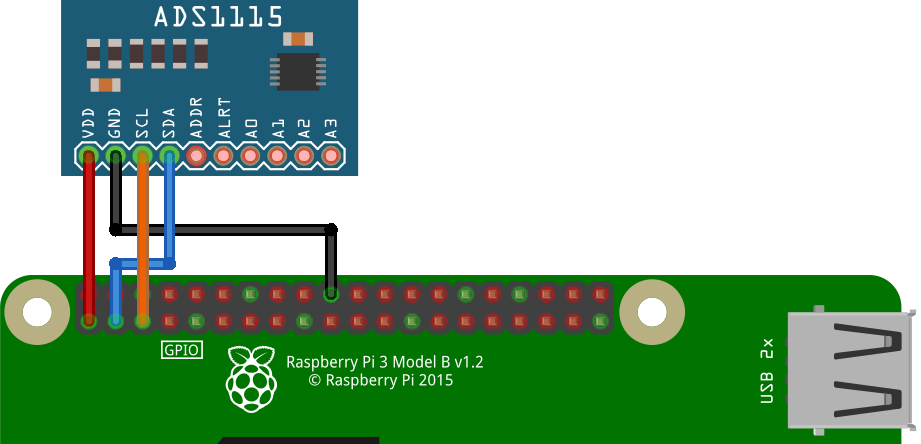 ADS1115
VDD
GND
SCL
SDA
ADDR
ALRT
A0
A1
A2
A3
GPIO
Raspberry Pi 3 Model B v1.2
© Raspberry Pi 2015
USB 2x